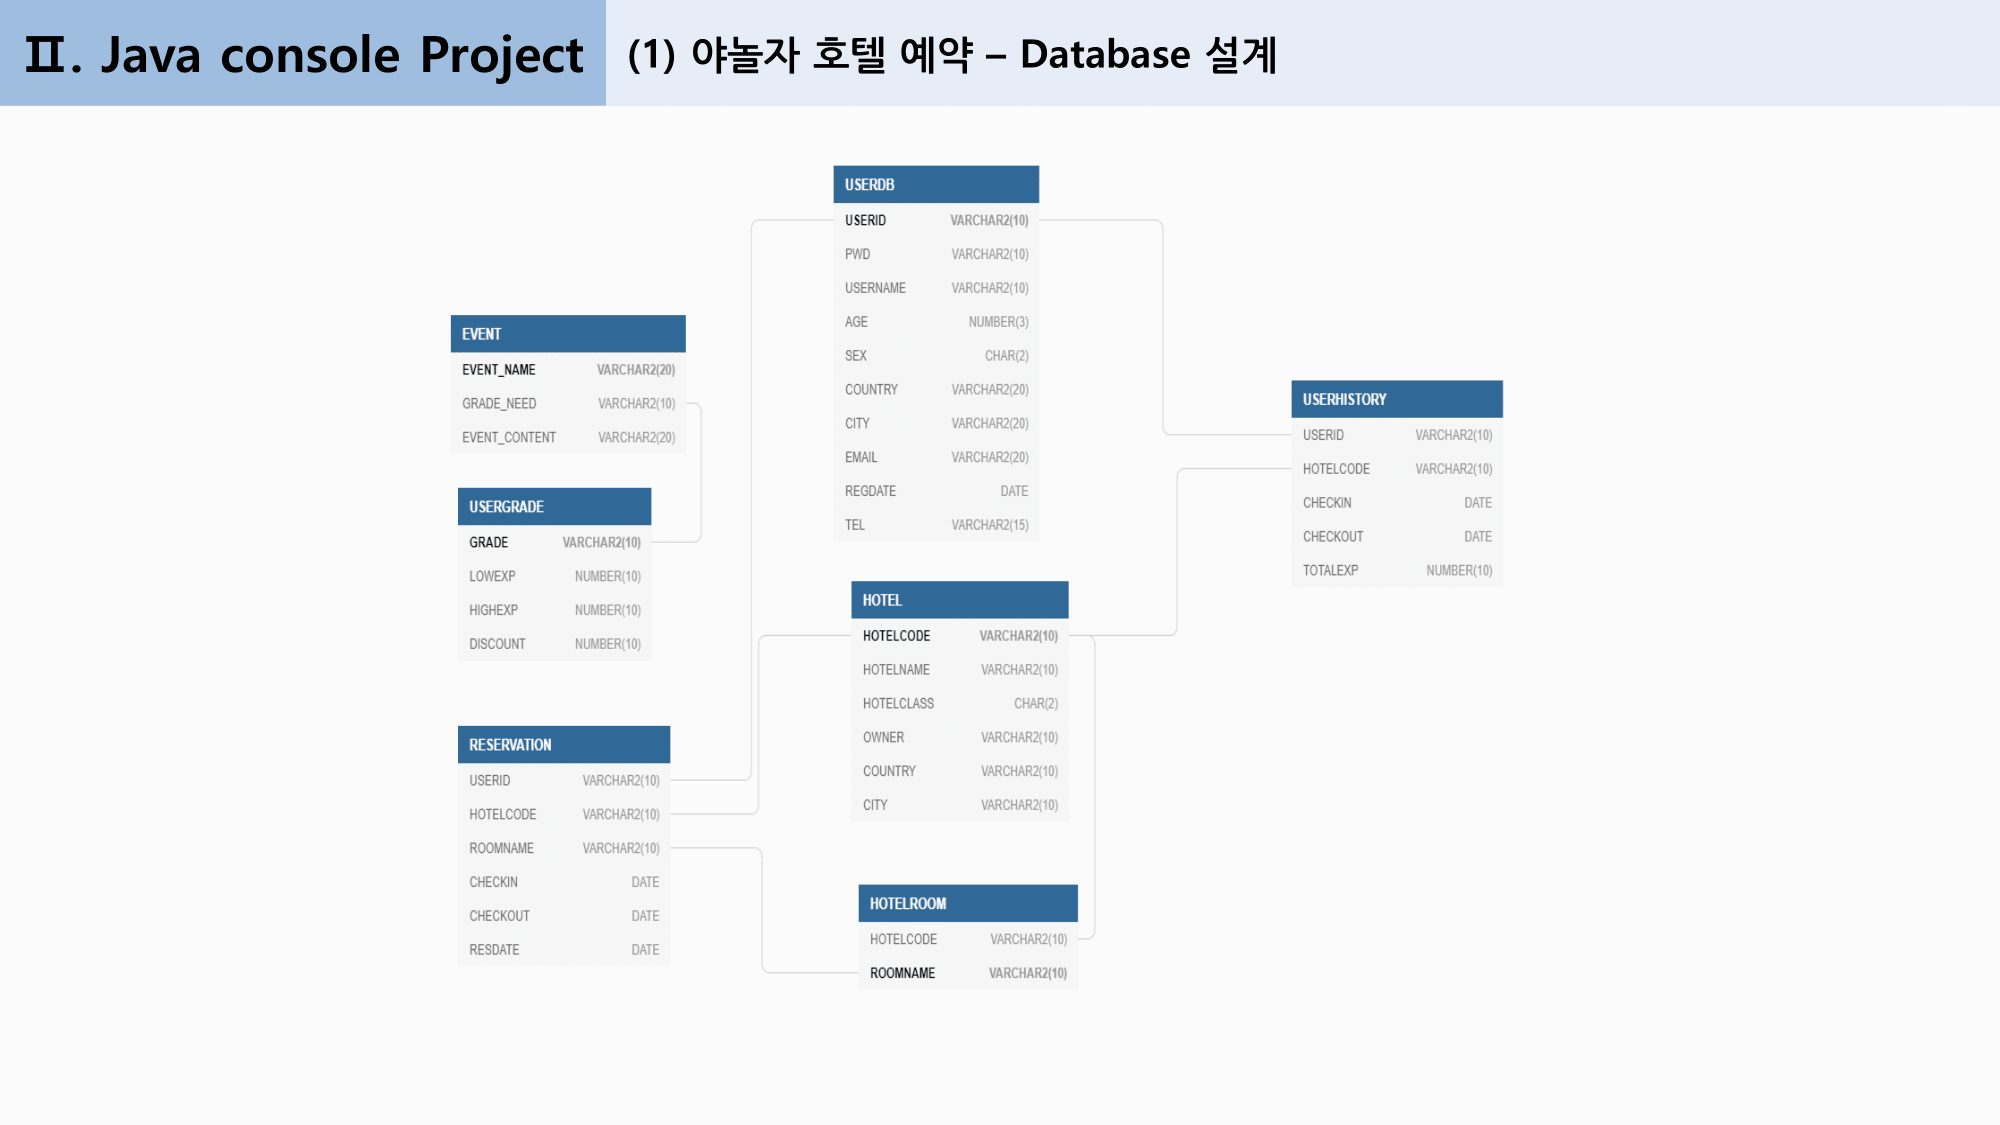 Ⅱ. Java console Project
(1) 야놀자 호텔 예약 – Database 설계
EVENT
EVENT_NAME VARCHAR2(20)
GRADE_NEED VARCHAR2(10)
EVENT_CONTENT VARCHAR2(20)
USERGRADE
GRADE VARCHAR2(10)
LOWEXP NUMBER(10)
HIGHEXP NUMBER(10)
DISCOUNT NUMBER(10)
RESERVATION
USERID VARCHAR2(10)
HOTELCODE VARCHAR2(10)
ROOMNAME VARCHAR2(10)
CHECKIN DATE
CHECKOUT DATE
RESDATE DATE
USERDB
USERID VARCHAR2(10)
PWD VARCHAR2(10)
USERNAME VARCHAR2(10)
AGE NUMBER(3)
SEX CHAR(2)
COUNTRY VARCHAR2(20)
CITY VARCHAR2(20)
EMAIL VARCHAR2(20)
REGDATE DATE
TEL VARCHAR2(15)
HOTEL
HOTELCODE VARCHAR2(10)
HOTELNAME VARCHAR2(10)
HOTELCLASS CHAR(2)
OWNER VARCHAR2(10)
COUNTRY VARCHAR2(10)
CITY VARCHAR2(10)
HOTELROOM
HOTELCODE VARCHAR2(10)
ROOMNAME VARCHAR2(10)
USERHISTORY
USERID VARCHAR2(10)
HOTELCODE VARCHAR2(10)
CHECKIN DATE
CHECKOUT DATE
TOTALEXP NUMBER(10)